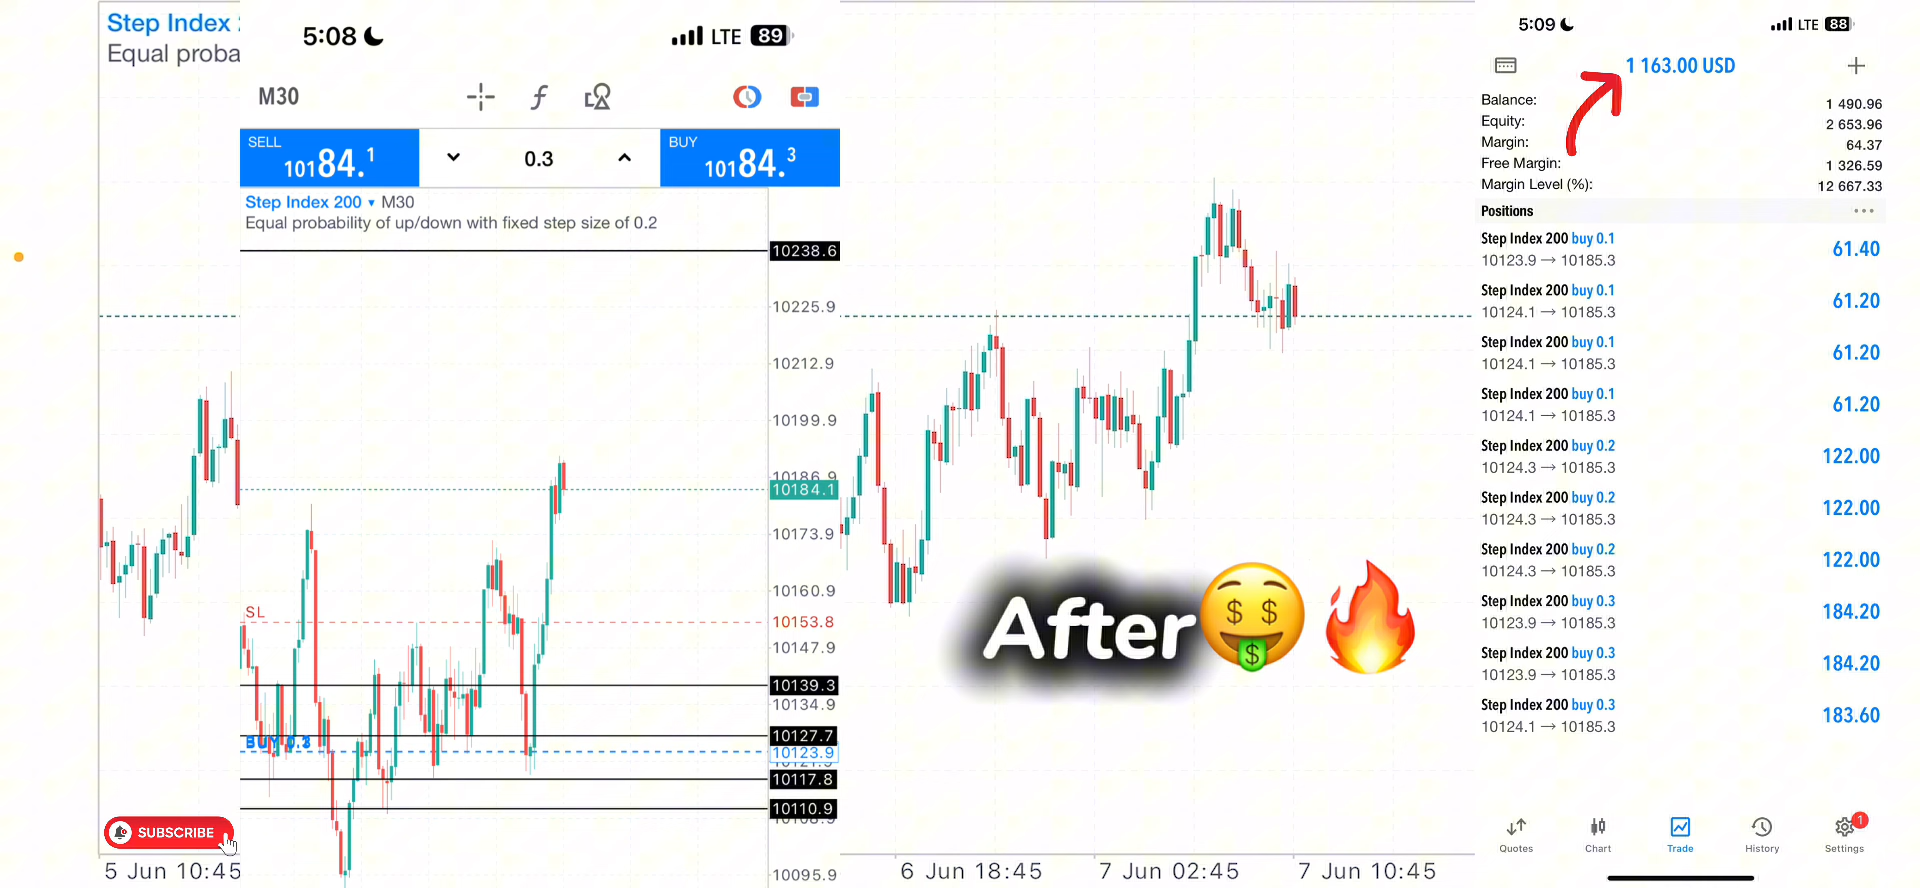 Step Index
Equal proba
5:08
LTE 89
M30
SELL
10184.1
0.3
BUY
10184.3
Step Index 200 ▾ M30
Equal probability of up/down with fixed step size of 0.2
10238.6
10225.9
10212.9
10199.9
10186.9
10184.1
10173.9
10160.9
SL
10153.8
10147.9
10139.3
10134.9
10127.7
BUY 0.3
10123.9
10117.8
10110.9
10095.9
SUBSCRIBE
5 Jun 10:45
After
6 Jun 18:45
7 Jun 02:45
7 Jun 10:45
5:09
LTE 88
1 163.00 USD
Balance: 1 490.96
Equity: 2 653.96
Margin: 64.37
Free Margin: 1 326.59
Margin Level (%): 12 667.33
Positions
Step Index 200 buy 0.1
10123.9 → 10185.3
61.40
Step Index 200 buy 0.1
10124.1 → 10185.3
61.20
Step Index 200 buy 0.1
10124.1 → 10185.3
61.20
Step Index 200 buy 0.1
10124.1 → 10185.3
61.20
Step Index 200 buy 0.2
10124.3 → 10185.3
122.00
Step Index 200 buy 0.2
10124.3 → 10185.3
122.00
Step Index 200 buy 0.2
10124.3 → 10185.3
122.00
Step Index 200 buy 0.3
10123.9 → 10185.3
184.20
Step Index 200 buy 0.3
10123.9 → 10185.3
184.20
Step Index 200 buy 0.3
10124.1 → 10185.3
183.60
Quotes
Chart
Trade
History
1
Settings